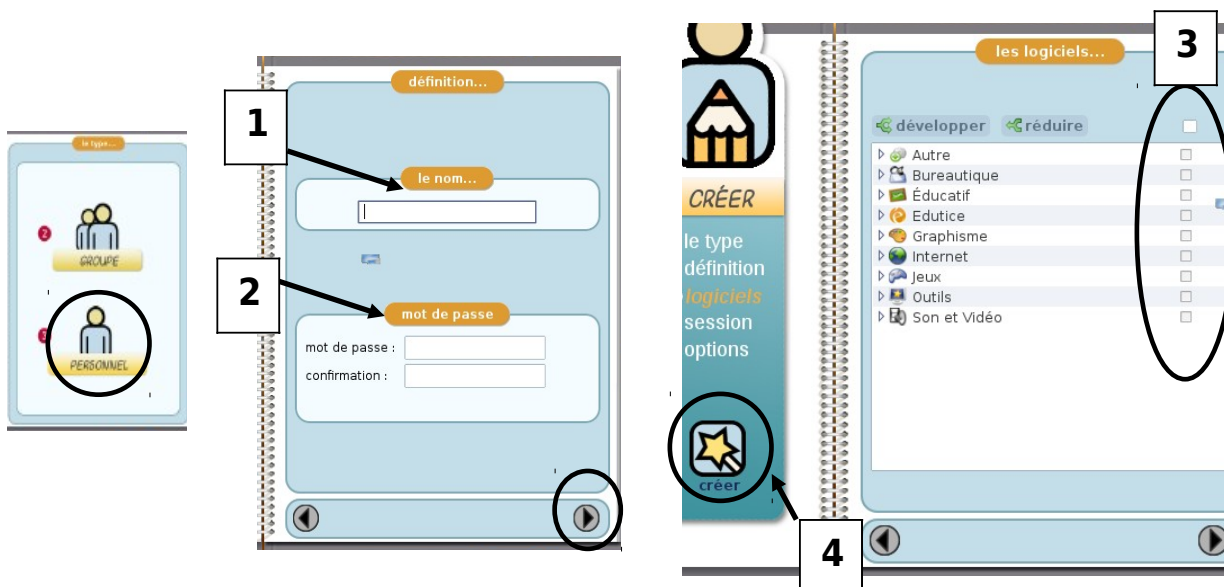 le type...
2
GROUPE
3
PERSONNEL
1
définition...
le nom...
2
mot de passe
mot de passe :
confirmation :
CRÉER
le type
définition
logiciels
session
options
créer
4
les logiciels...
3
développer réduire
Autre
Bureautique
Éducatif
Edutice
Graphisme
Internet
Jeux
Outils
Son et Vidéo